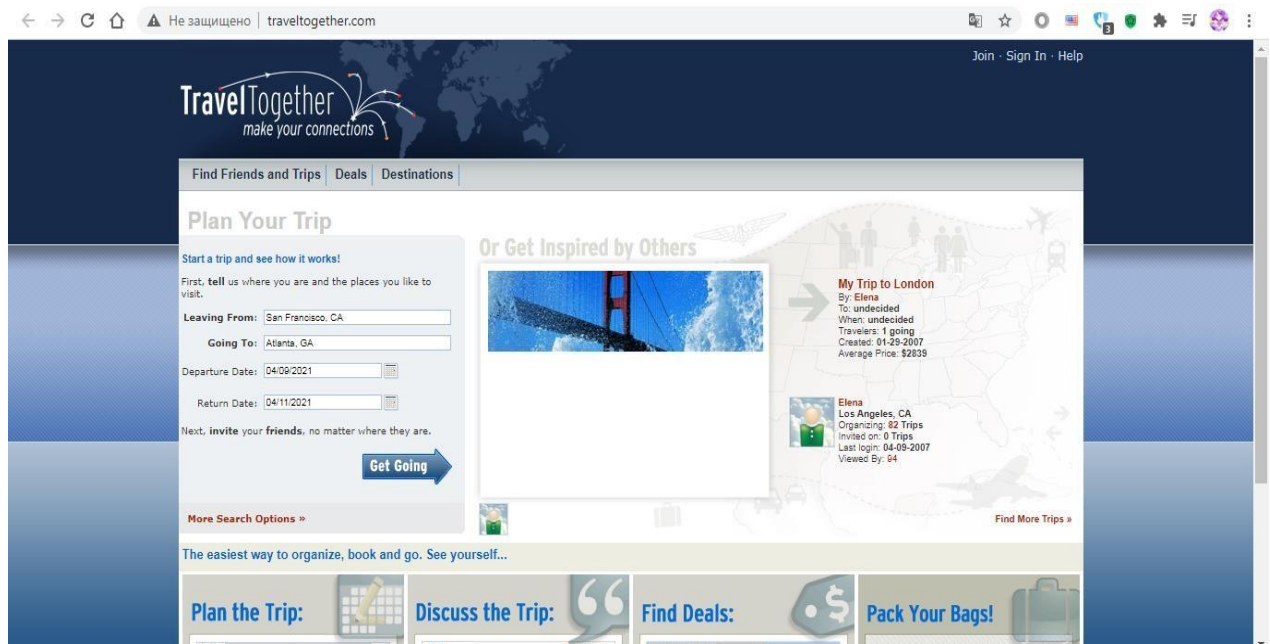 Не защищено | traveltogether.com
3
Join · Sign In · Help
TravelTogether
make your connections
Find Friends and Trips | Deals | Destinations
Plan Your Trip
Start a trip and see how it works!
First, tell us where you are and the places you like to
visit.
Leaving From: San Francisco, CA
Going To: Atlanta, GA
Departure Date: 04/09/2021
Return Date: 04/11/2021
Next, invite your friends, no matter where they are.
Get Going
More Search Options »
Or Get Inspired by Others
My Trip to London
By: Elena
To: undecided
When: undecided
Travelers: 1 going
Created: 01-29-2007
Average Price: $2839
Elena
Los Angeles, CA
Organizing: 82 Trips
Invited on: 0 Trips
Last login: 04-09-2007
Viewed By: 94
Find More Trips »
The easiest way to organize, book and go. See yourself...
Plan the Trip:
Discuss the Trip:
Find Deals:
Pack Your Bags!